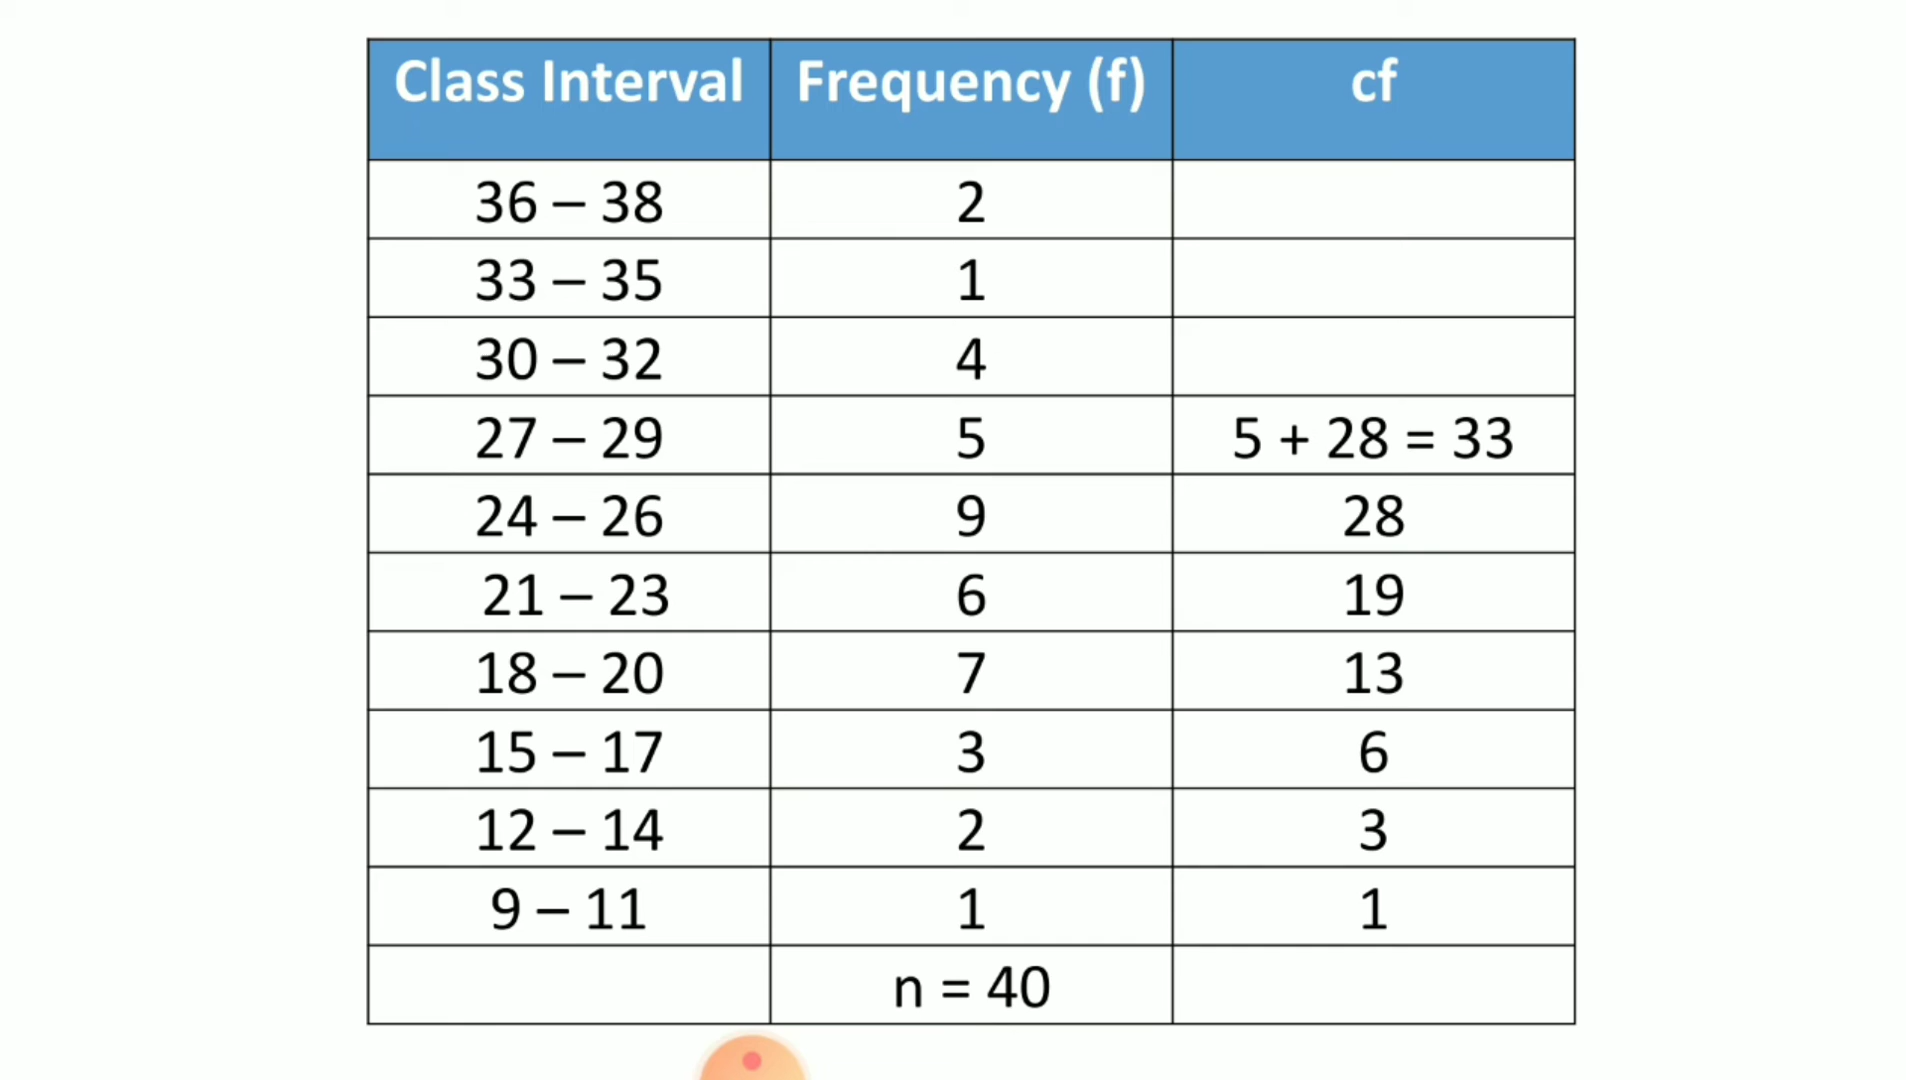 Class Interval Frequency (f) cf
36 – 38 2
33 – 35 1
30 – 32 4
27 – 29 5 5 + 28 = 33
24 – 26 9 28
21 – 23 6 19
18 – 20 7 13
15 – 17 3 6
12 – 14 2 3
9 – 11 1 1
n = 40